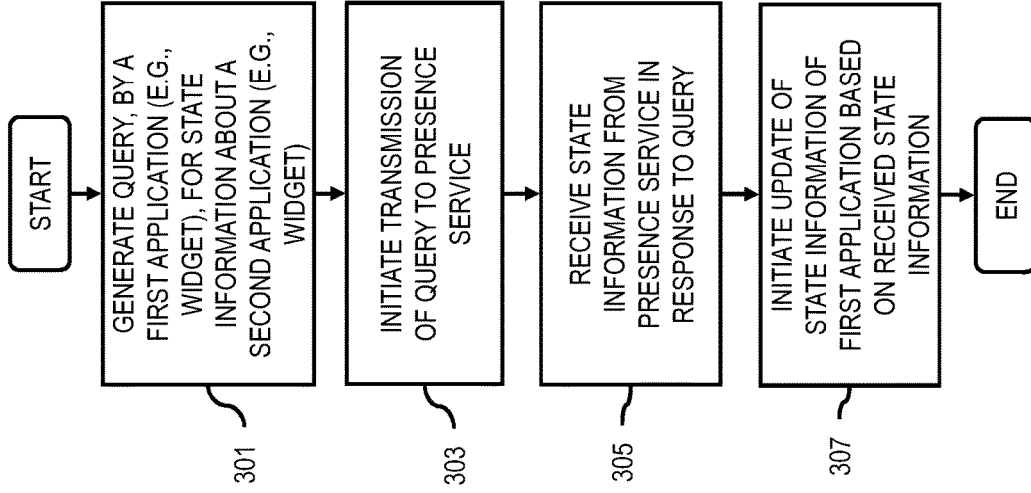 START
GENERATE QUERY, BY A
FIRST APPLICATION (E.G.,
WIDGET), FOR STATE
INFORMATION ABOUT A
SECOND APPLICATION (E.G.,
WIDGET)
301
INITIATE TRANSMISSION
OF QUERY TO PRESENCE
SERVICE
303
RECEIVE STATE
INFORMATION FROM
PRESENCE SERVICE IN
RESPONSE TO QUERY
305
INITIATE UPDATE OF
STATE INFORMATION OF
FIRST APPLICATION BASED
ON RECEIVED STATE
INFORMATION
307
END